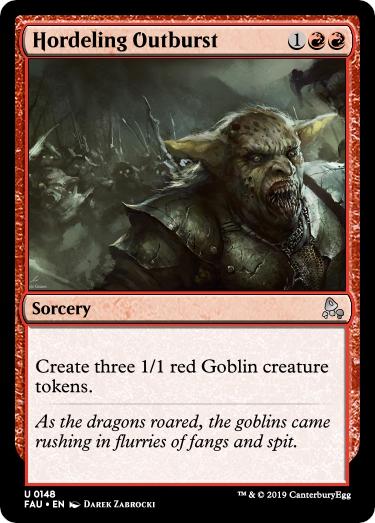 Hordeling Outburst 1
Sorcery
Create three 1/1 red Goblin creature
tokens.
As the dragons roared, the goblins came
rushing in flurries of fangs and spit.
U 0148
FAU • EN DAREK ZABROCKI
™ & © 2019 CanterburyEgg